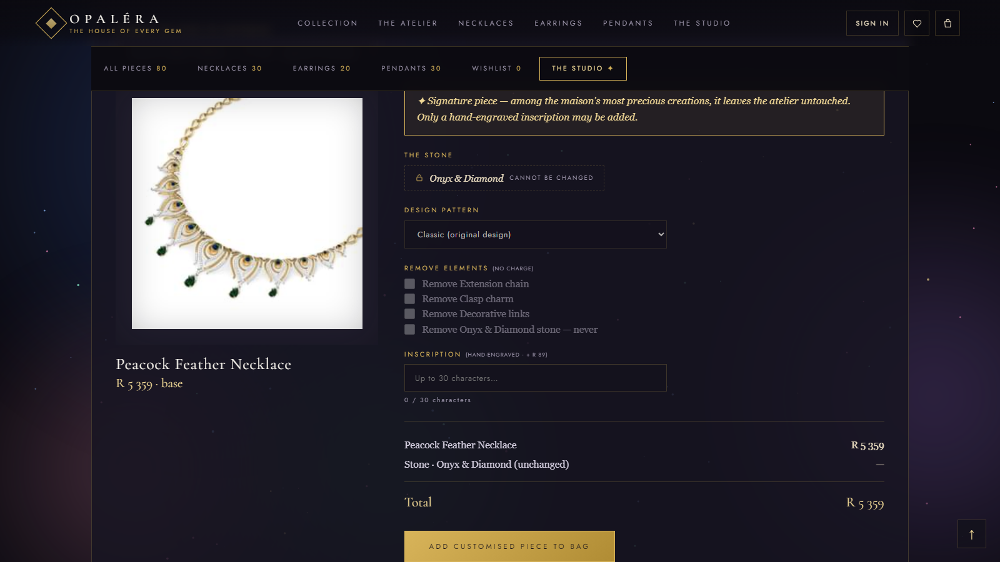 OPALÉRA
THE HOUSE OF EVERY GEM
COLLECTION THE ATELIER NECKLACES EARRINGS PENDANTS THE STUDIO
SIGN IN
ALL PIECES 80 NECKLACES 30 EARRINGS 20 PENDANTS 30 WISHLIST 0 THE STUDIO ✦
✦ Signature piece — among the maison's most precious creations, it leaves the atelier untouched.
Only a hand-engraved inscription may be added.
THE STONE
Onyx & Diamond CANNOT BE CHANGED
DESIGN PATTERN
Classic (original design)
REMOVE ELEMENTS (NO CHARGE)
Remove Extension chain
Remove Clasp charm
Remove Decorative links
Remove Onyx & Diamond stone — never
INSCRIPTION (HAND-ENGRAVED · + R 89)
Up to 30 characters...
0 / 30 characters
Peacock Feather Necklace
R 5 359 · base
Peacock Feather Necklace R 5 359
Stone · Onyx & Diamond (unchanged) —
Total R 5 359
ADD CUSTOMISED PIECE TO BAG
↑